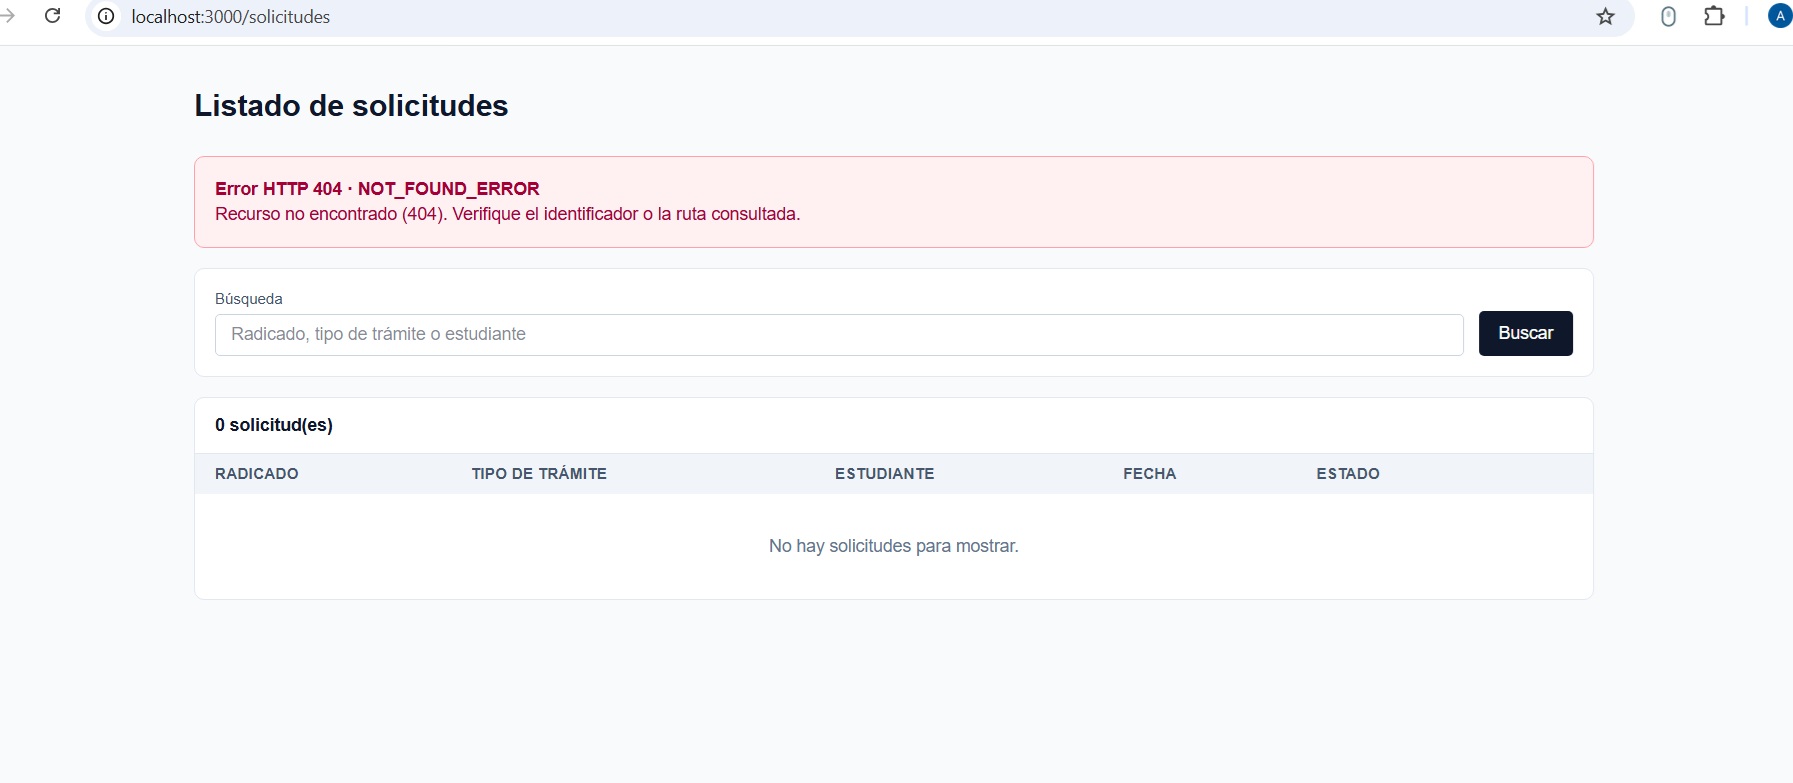 localhost:3000/solicitudes
A
Listado de solicitudes
Error HTTP 404 · NOT_FOUND_ERROR
Recurso no encontrado (404). Verifique el identificador o la ruta consultada.
Búsqueda
Radicado, tipo de trámite o estudiante
Buscar
0 solicitud(es)
RADICADO TIPO DE TRÁMITE ESTUDIANTE FECHA ESTADO
No hay solicitudes para mostrar.